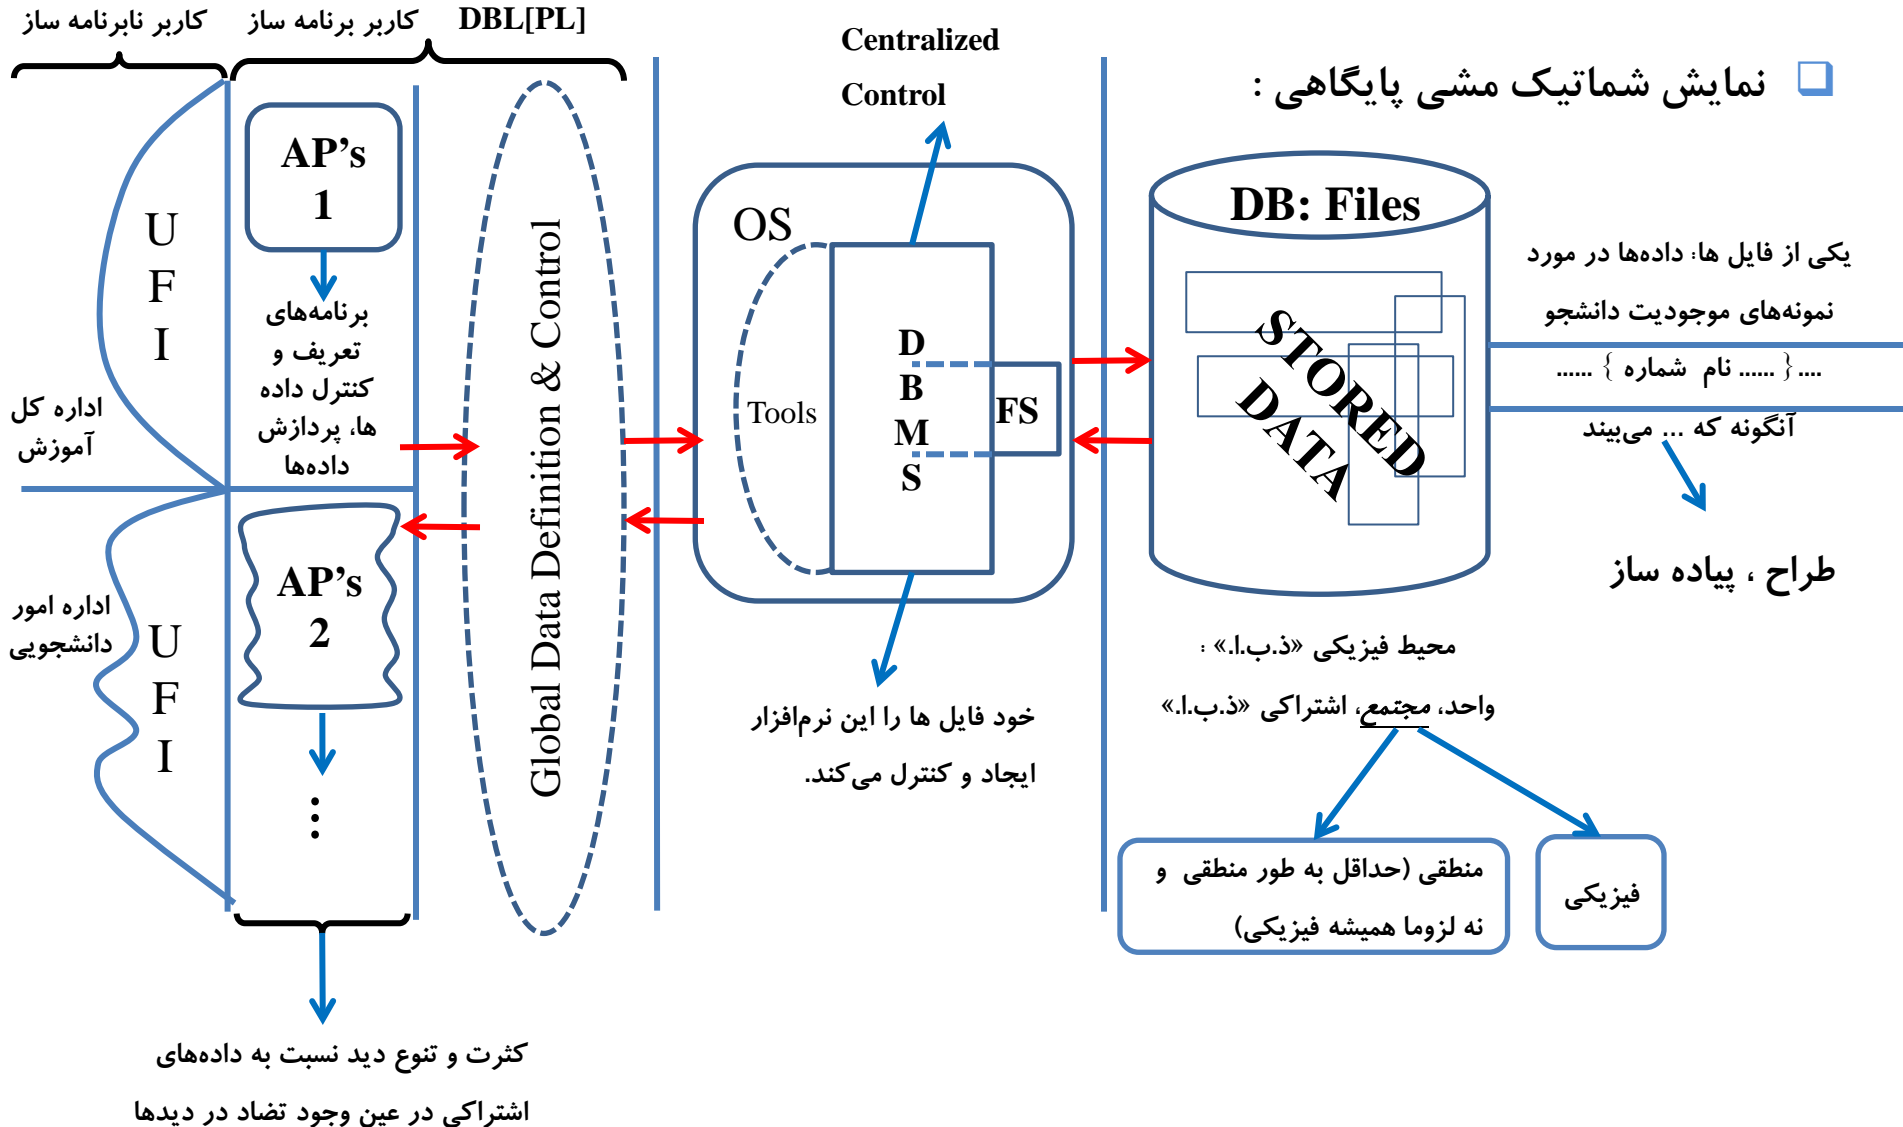 نمایش شماتیک مشی پایگاهی :
کاربر نابرنامه ساز
کاربر برنامه ساز
DBL[PL]
Centralized
Control
U
F
I
اداره کل
آموزش
AP's
1
برنامه‌های
تعریف و
کنترل داده
ها، پردازش
داده‌ها
U
F
I
اداره امور
دانشجویی
AP's
2
⋮
کثرت و تنوع دید نسبت به داده‌های
اشتراکی در عین وجود تضاد در دیدها
Global Data Definition & Control
OS
Tools
D
B
M
S
FS
خود فایل ها را این نرم‌افزار
ایجاد و کنترل می‌کند.
DB: Files
STORED
DATA
یکی از فایل ها: داده‌ها در مورد
نمونه‌های موجودیت دانشجو
....{ ...... نام شماره } ......
آنگونه که ... می‌بیند
طراح ، پیاده ساز
محیط فیزیکی «ذ.ب.ا.» :
واحد، مجتمع، اشتراکی «ذ.ب.ا.»
منطقی (حداقل به طور منطقی و
نه لزوما همیشه فیزیکی)
فیزیکی